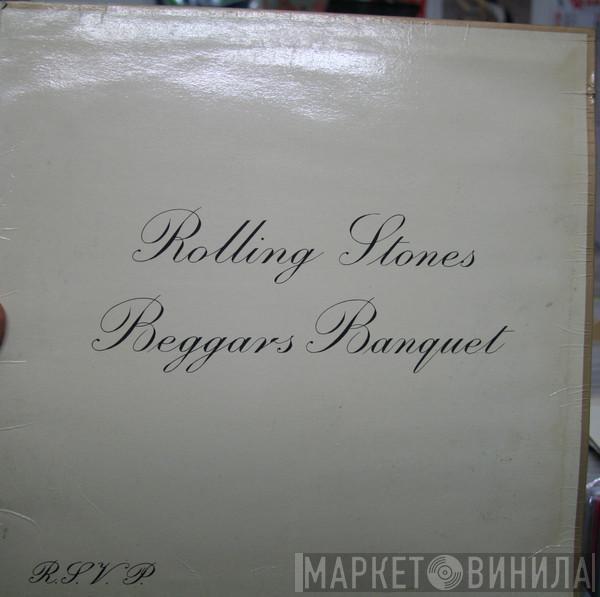 Rolling Stones
Beggars Banquet
R.S.V.P.
МАРКЕТ ВИНИЛА